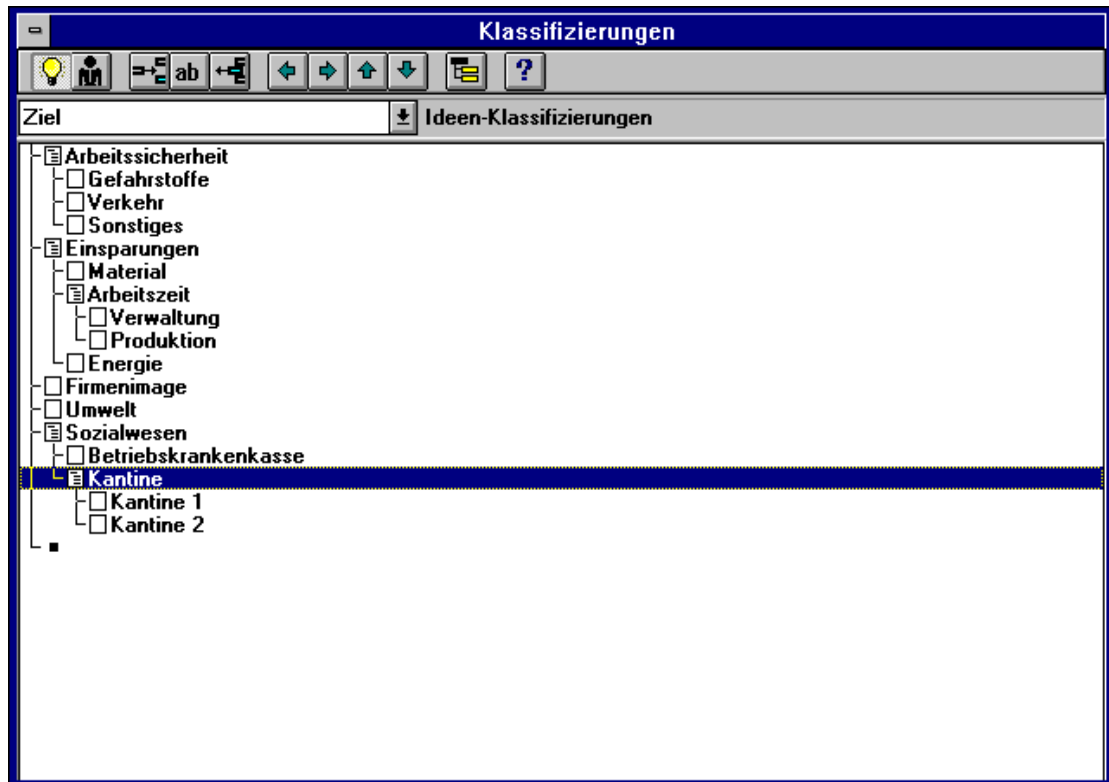 Klassifizierungen
ab ?
Ziel Ideen-Klassifizierungen
Arbeitssicherheit
Gefahrstoffe
Verkehr
Sonstiges
Einsparungen
Material
Arbeitszeit
Verwaltung
Produktion
Energie
Firmenimage
Umwelt
Sozialwesen
Betriebskrankenkasse
Kantine
Kantine 1
Kantine 2